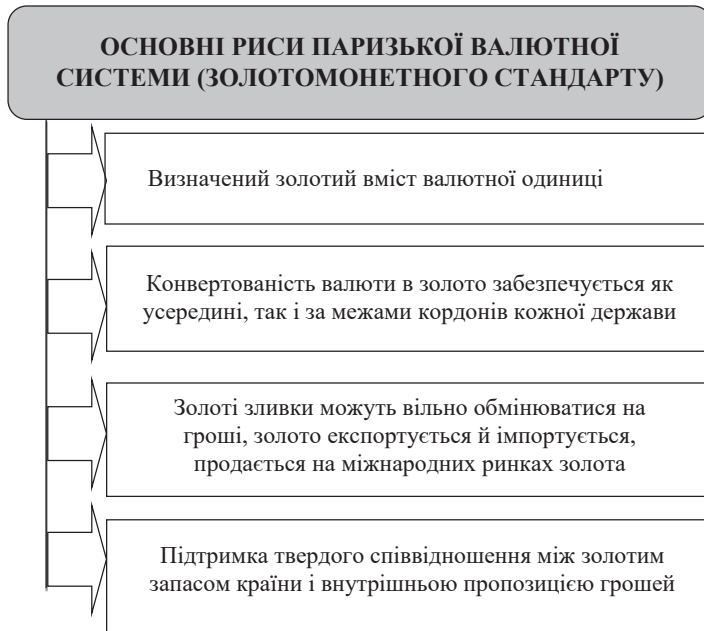 ОСНОВНІ РИСИ ПАРИЗЬКОЇ ВАЛЮТНОЇ
СИСТЕМИ (ЗОЛОТОМОНЕТНОГО СТАНДАРТУ)
Визначений золотий вміст валютної одиниці
Конвертованість валюти в золото забезпечується як
усередині, так і за межами кордонів кожної держави
Золоті зливки можуть вільно обмінюватися на
гроші, золото експортується й імпортується,
продається на міжнародних ринках золота
Підтримка твердого співвідношення між золотим
запасом країни і внутрішньою пропозицією грошей